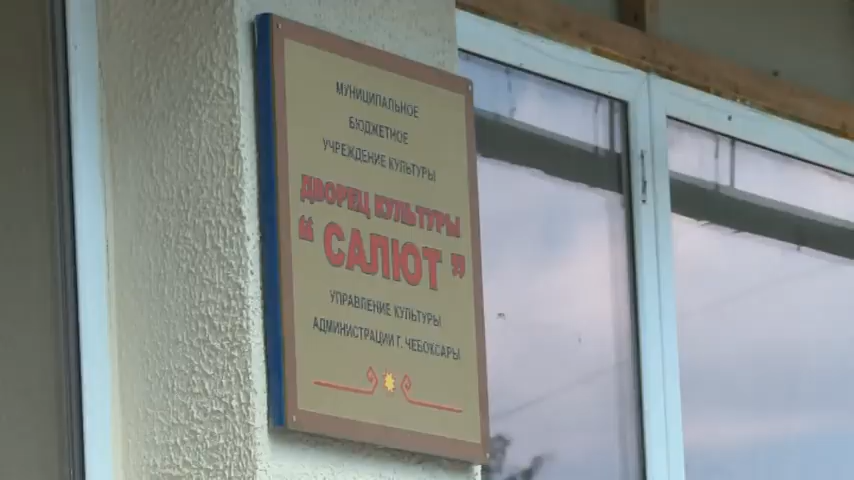 МУНИЦИПАЛЬНОЕ
БЮДЖЕТНОЕ
УЧРЕЖДЕНИЕ КУЛЬТУРЫ
ДВОРЕЦ КУЛЬТУРЫ
“ САЛЮТ ”
УПРАВЛЕНИЕ КУЛЬТУРЫ
АДМИНИСТРАЦИИ Г. ЧЕБОКСАРЫ